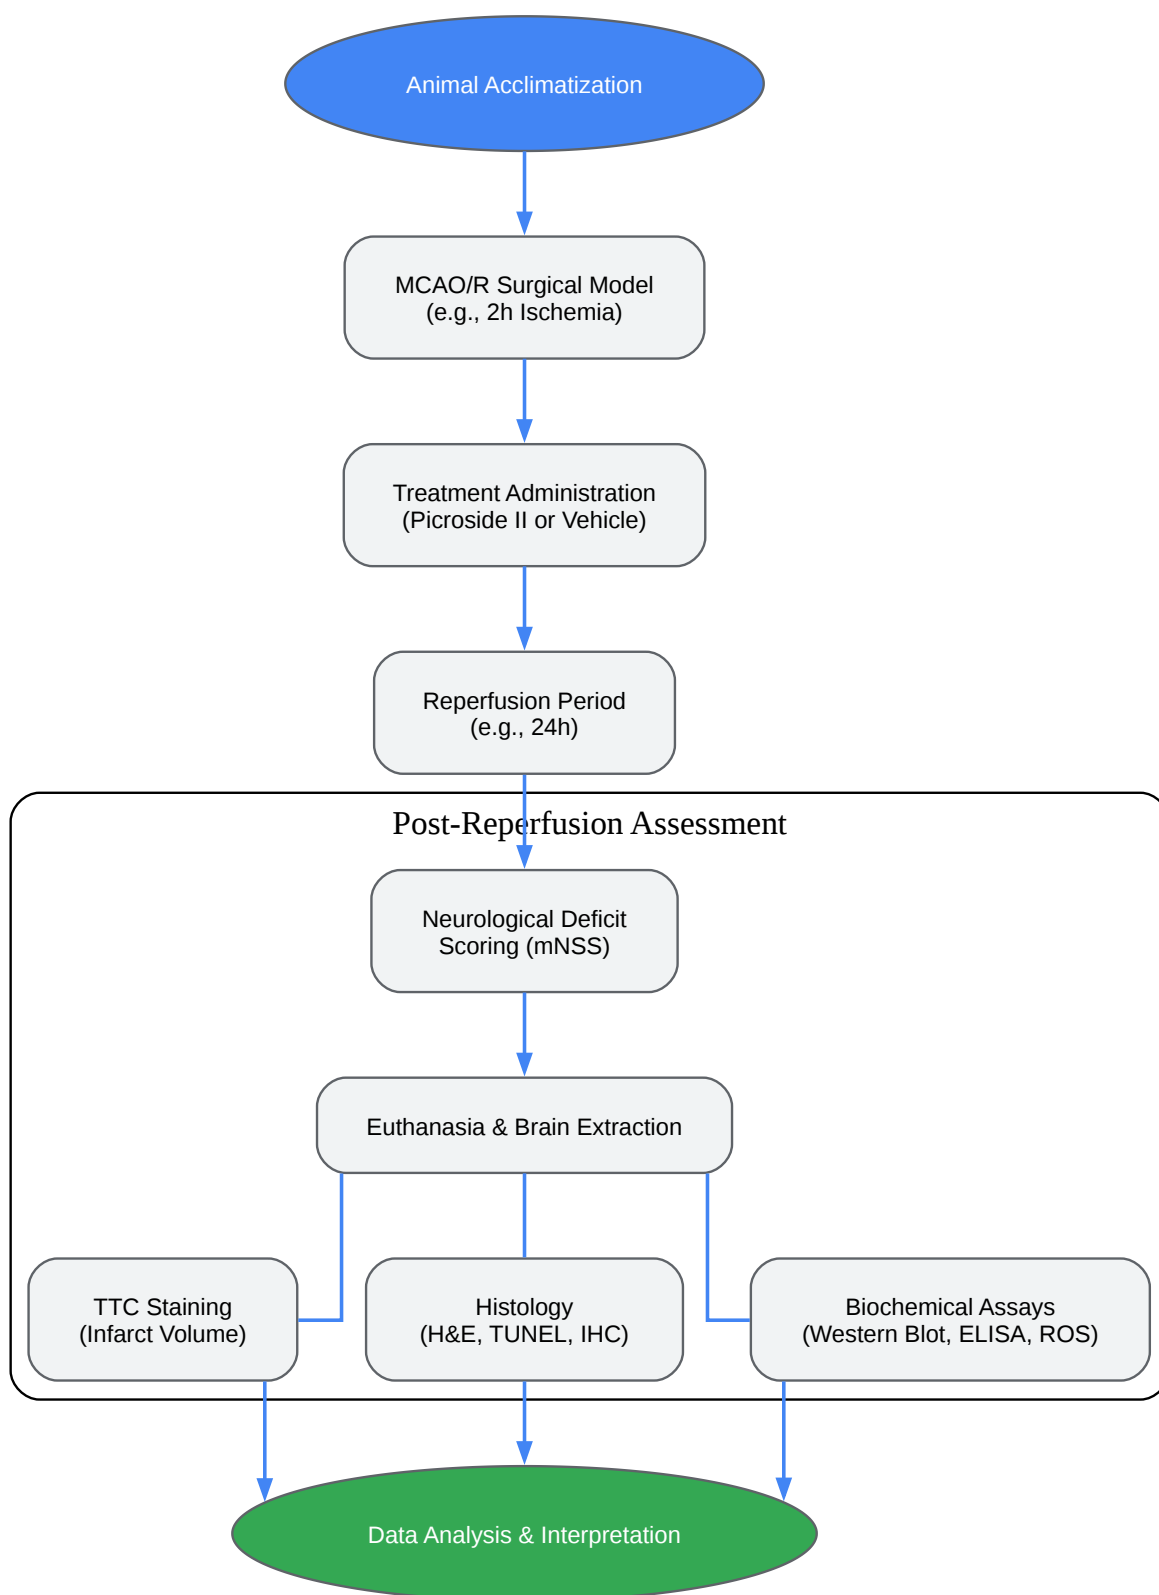 Animal Acclimatization
MCAO/R Surgical Model
(e.g., 2h Ischemia)
Treatment Administration
(Picroside II or Vehicle)
Reperfusion Period
(e.g., 24h)
Post-Reperfusion Assessment
Neurological Deficit
Scoring (mNSS)
Euthanasia & Brain Extraction
TTC Staining
(Infarct Volume)
Histology
(H&E, TUNEL, IHC)
Biochemical Assays
(Western Blot, ELISA, ROS)
Data Analysis & Interpretation